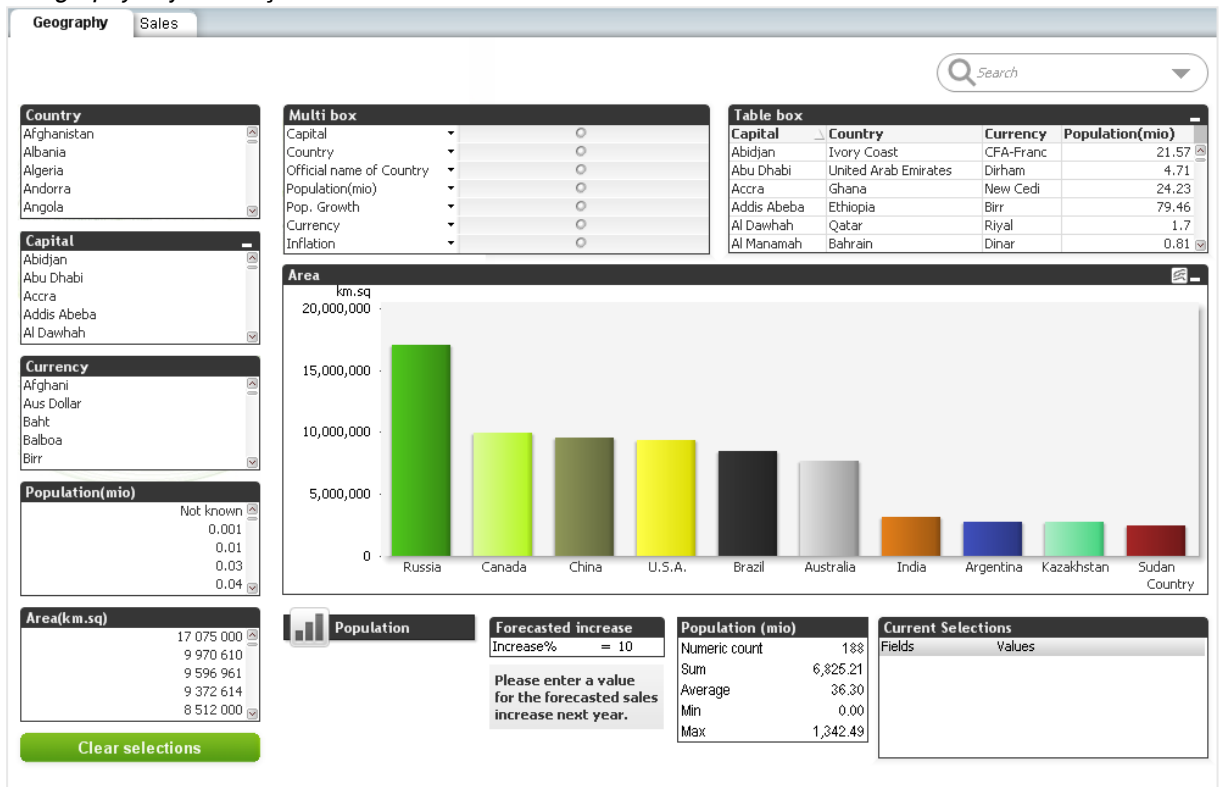 Geography Sales
Search
Country
Afghanistan
Albania
Algeria
Andorra
Angola
Capital
Abidjan
Abu Dhabi
Accra
Addis Abeba
Al Dawhah
Currency
Afghani
Aus Dollar
Baht
Balboa
Birr
Population(mio)
Not known
0.001
0.01
0.03
0.04
Area(km.sq)
17 075 000
9 970 610
9 596 961
9 372 614
8 512 000
Clear selections
Multi box
Capital
Country
Official name of Country
Population(mio)
Pop. Growth
Currency
Inflation
Table box
Capital Country Currency Population(mio)
Abidjan Ivory Coast CFA-Franc 21.57
Abu Dhabi United Arab Emirates Dirham 4.71
Accra Ghana New Cedi 24.23
Addis Abeba Ethiopia Birr 79.46
Al Dawhah Qatar Riyal 1.7
Al Manamah Bahrain Dinar 0.81
Area
km.sq
20,000,000
15,000,000
10,000,000
5,000,000
0
Russia Canada China U.S.A. Brazil Australia India Argentina Kazakhstan Sudan
Country
Population
Forecasted increase
Increase% = 10
Please enter a value
for the forecasted sales
increase next year.
Population (mio)
Numeric count 188
Sum 6,825.21
Average 36.30
Min 0.00
Max 1,342.49
Current Selections
Fields Values